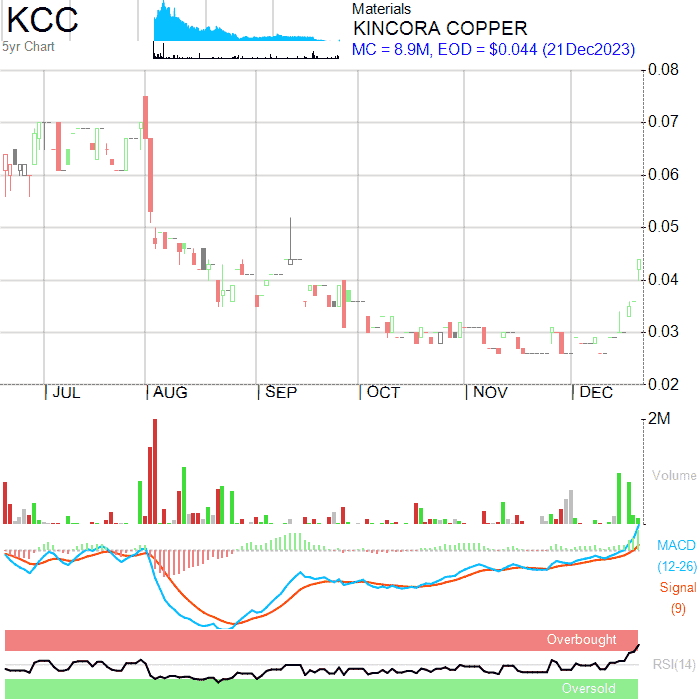 KCC
5yr Chart
Materials
KINCORA COPPER
MC = 8.9M, EOD = $0.044 (21Dec2023)
0.08
0.07
0.06
0.05
0.04
0.03
0.02
JUL AUG SEP OCT NOV DEC
2M
Volume
MACD
(12-26)
Signal
(9)
Overbought
RSI(14)
Oversold